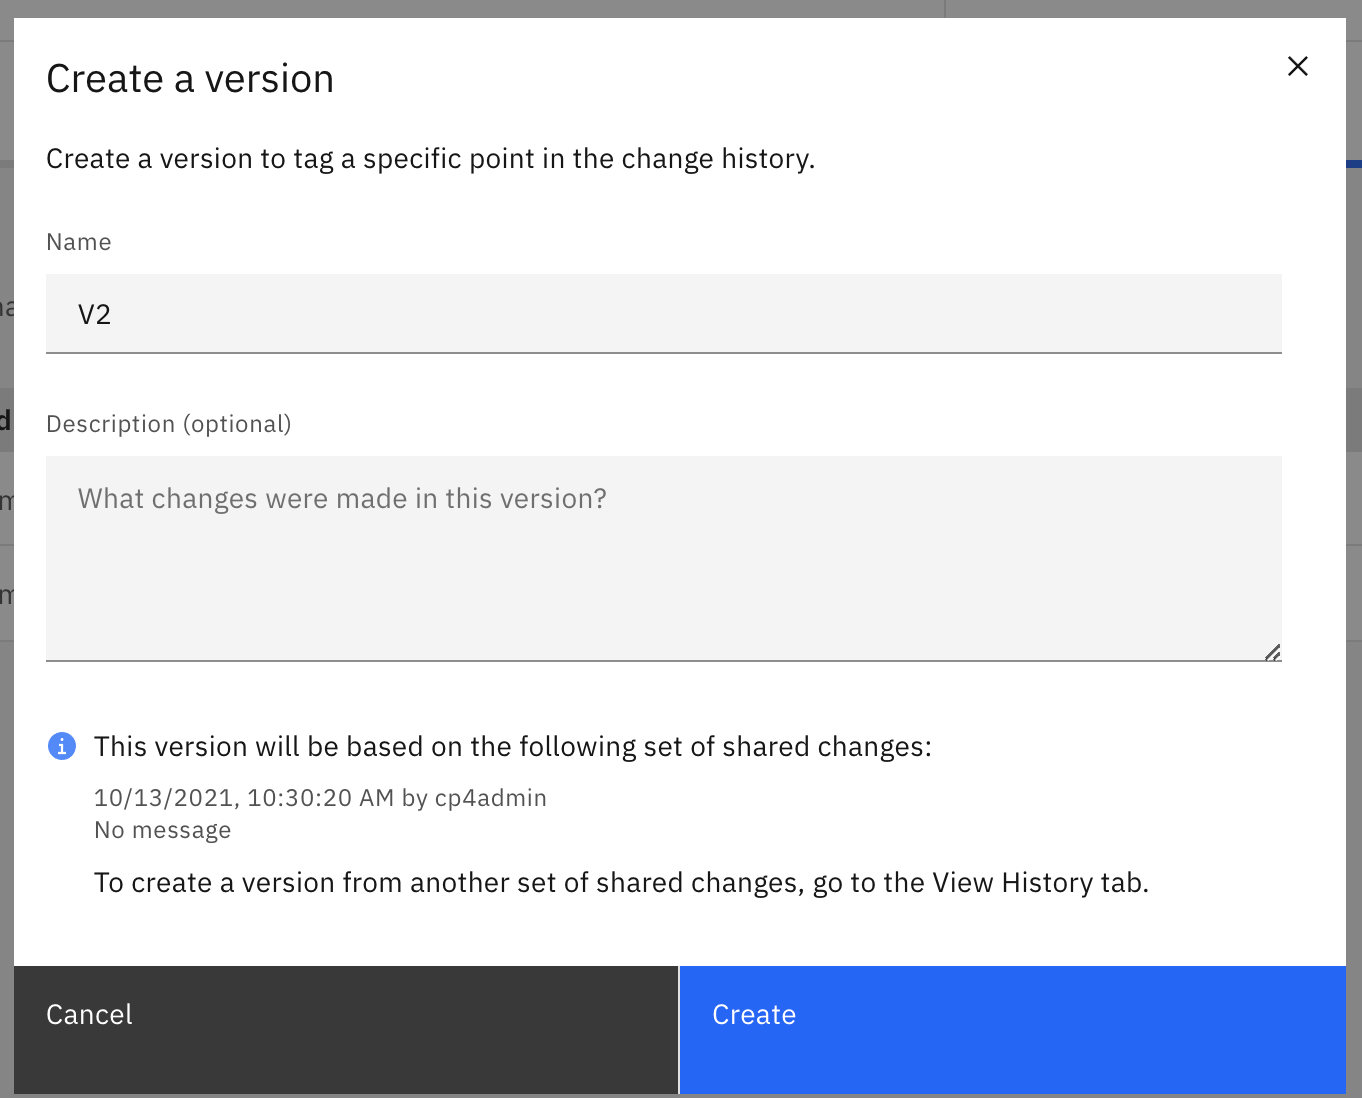 Create a version
Create a version to tag a specific point in the change history.
Name
V2
Description (optional)
What changes were made in this version?
This version will be based on the following set of shared changes:
10/13/2021, 10:30:20 AM by cp4admin
No message
To create a version from another set of shared changes, go to the View History tab.
Cancel
Create